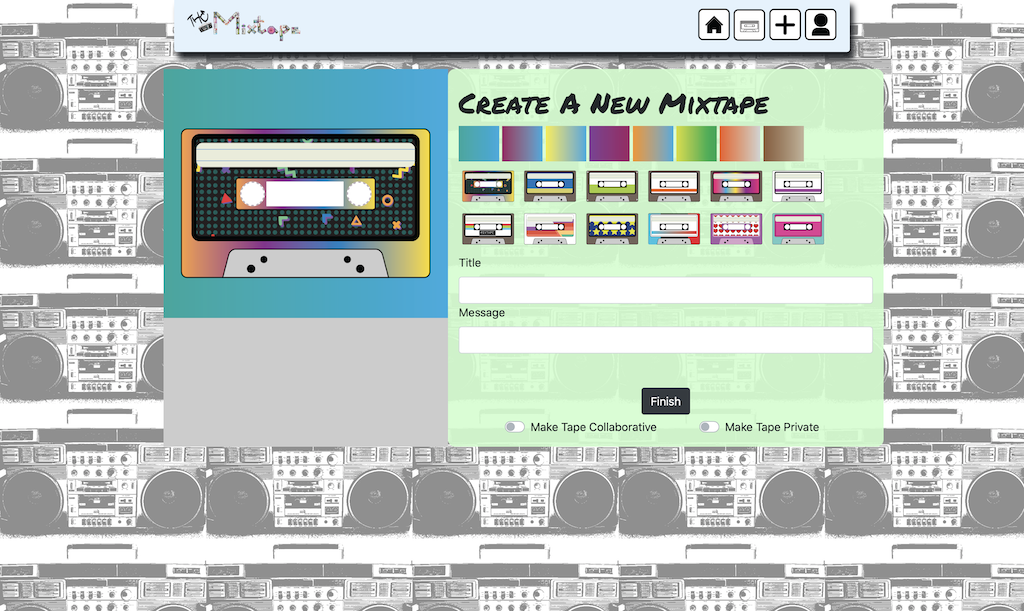 THE Mixtape
Create A New Mixtape
Title
Message
Finish
Make Tape Collaborative
Make Tape Private